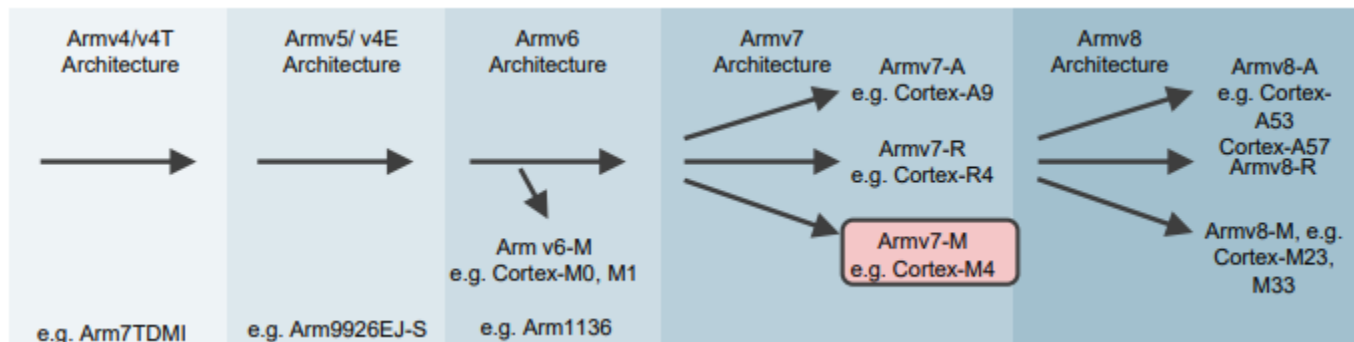 Armv4/v4T
Architecture
e.g. Arm7TDMI
Armv5/ v4E
Architecture
e.g. Arm9926EJ-S
Armv6
Architecture
Arm v6-M
e.g. Cortex-M0, M1
e.g. Arm1136
Armv7
Architecture
Armv7-A
e.g. Cortex-A9
Armv7-R
e.g. Cortex-R4
Armv7-M
e.g. Cortex-M4
Armv8
Architecture
Armv8-A
e.g. Cortex-
A53
Cortex-A57
Armv8-R
Armv8-M, e.g.
Cortex-M23,
M33